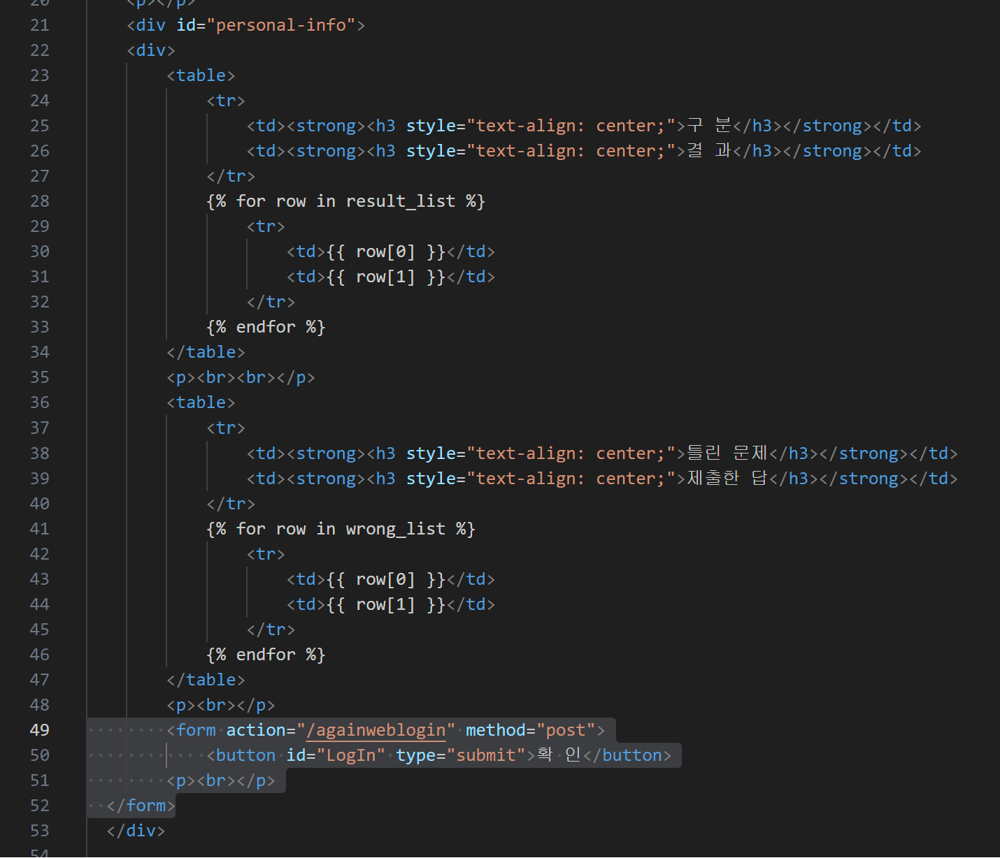 20 <p></p>
21 <div id="personal-info">
22 <div>
23 <table>
24 <tr>
25 <td><strong><h3 style="text-align: center;">구 분</h3></strong></td>
26 <td><strong><h3 style="text-align: center;">결 과</h3></strong></td>
27 </tr>
28 {% for row in result_list %}
29 <tr>
30 <td>{{ row[0] }}</td>
31 <td>{{ row[1] }}</td>
32 </tr>
33 {% endfor %}
34 </table>
35 <p><br><br></p>
36 <table>
37 <tr>
38 <td><strong><h3 style="text-align: center;">틀린 문제</h3></strong></td>
39 <td><strong><h3 style="text-align: center;">제출한 답</h3></strong></td>
40 </tr>
41 {% for row in wrong_list %}
42 <tr>
43 <td>{{ row[0] }}</td>
44 <td>{{ row[1] }}</td>
45 </tr>
46 {% endfor %}
47 </table>
48 <p><br></p>
49 <form action="/againweblogin" method="post">
50 <button id="LogIn" type="submit">확 인</button>
51 <p><br></p>
52 </form>
53 </div>
54